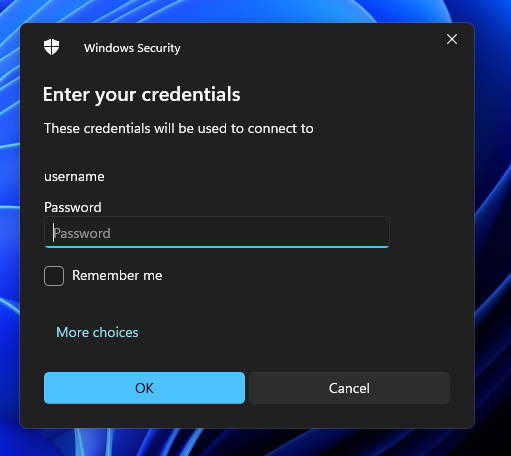 Windows Security
Enter your credentials
These credentials will be used to connect to
username
Password
Password
Remember me
More choices
OK
Cancel